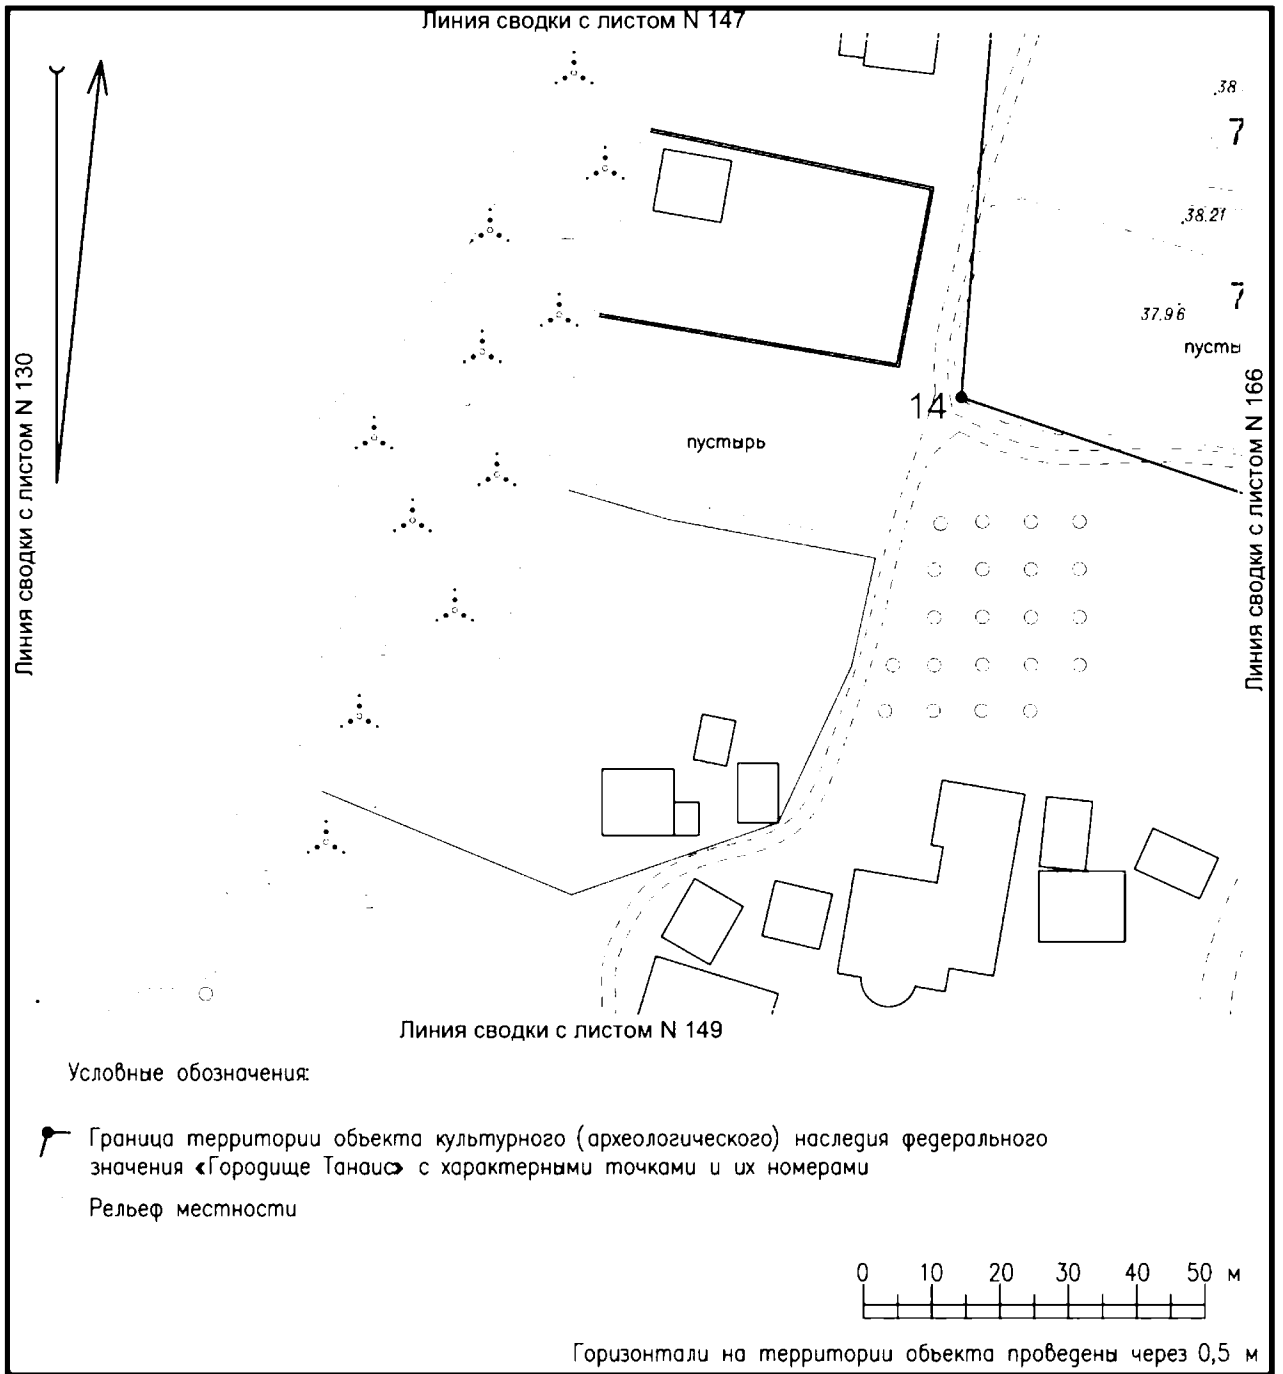 Линия сводки с листом N 147
38
7
38.21
7
37.96
пусты
14
пустырь
Линия сводки с листом N 130
Линия сводки с листом N 166
Линия сводки с листом N 149
Условные обозначения:
Граница территории объекта культурного (археологического) наследия федерального
значения «Городище Танаис» с характерными точками и их номерами
Рельеф местности
0 10 20 30 40 50 м
Горизонтали на территории объекта проведены через 0,5 м